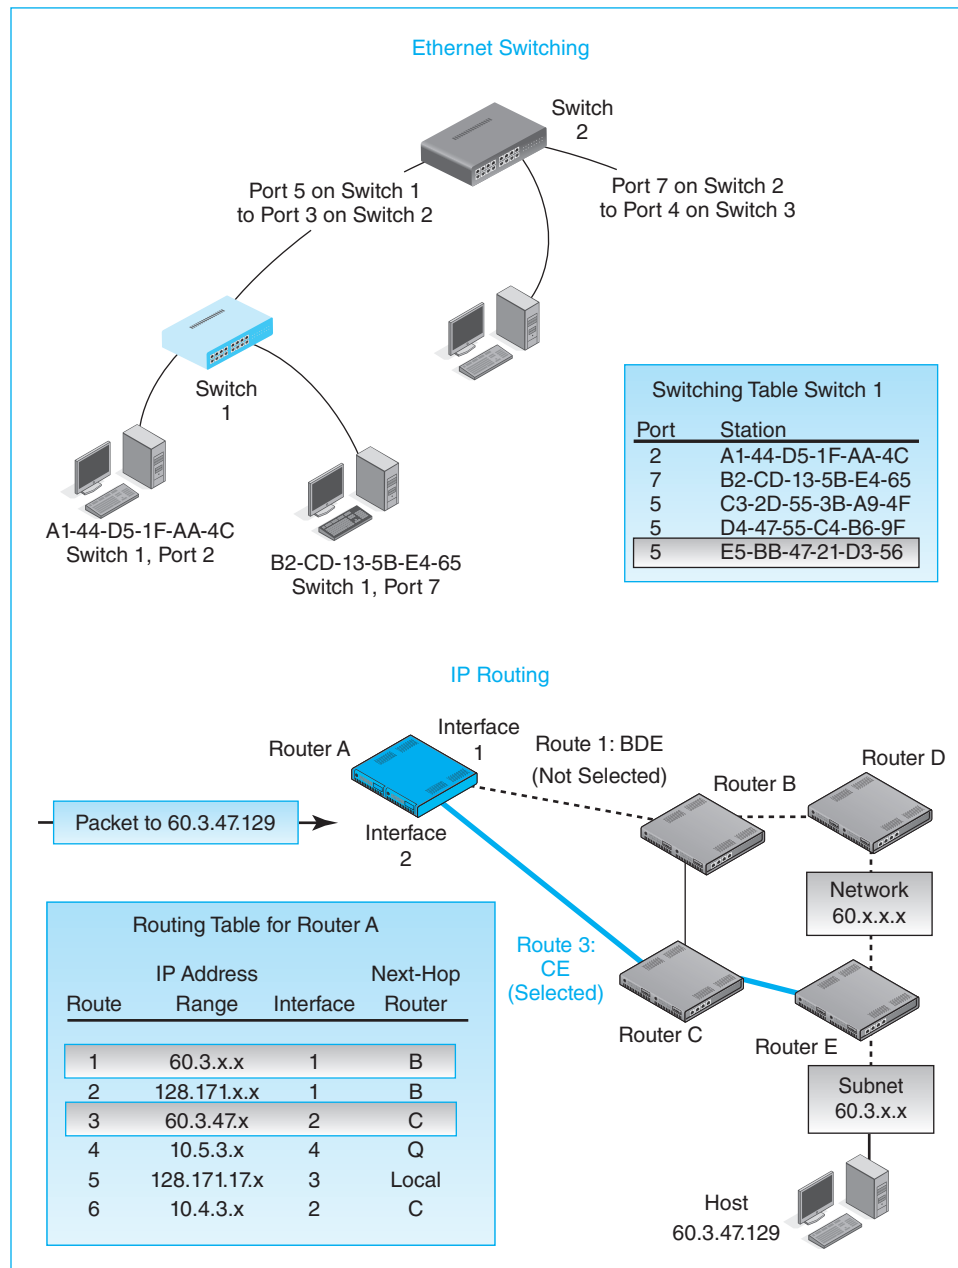 Ethernet Switching
Switch
2
Port 5 on Switch 1
to Port 3 on Switch 2
Port 7 on Switch 2
to Port 4 on Switch 3
Switch
1
A1-44-D5-1F-AA-4C
Switch 1, Port 2
B2-CD-13-5B-E4-65
Switch 1, Port 7
Switching Table Switch 1
Port Station
2 A1-44-D5-1F-AA-4C
7 B2-CD-13-5B-E4-65
5 C3-2D-55-3B-A9-4F
5 D4-47-55-C4-B6-9F
5 E5-BB-47-21-D3-56
IP Routing
Router A
Interface
1
Route 1: BDE
(Not Selected)
Router B
Router D
Packet to 60.3.47.129
Interface
2
Network
60.x.x.x
Route 3:
CE
(Selected)
Router C
Router E
Subnet
60.3.x.x
Host
60.3.47.129
Routing Table for Router A
IP Address Next-Hop
Route Range Interface Router
1 60.3.x.x 1 B
2 128.171.x.x 1 B
3 60.3.47.x 2 C
4 10.5.3.x 4 Q
5 128.171.17.x 3 Local
6 10.4.3.x 2 C